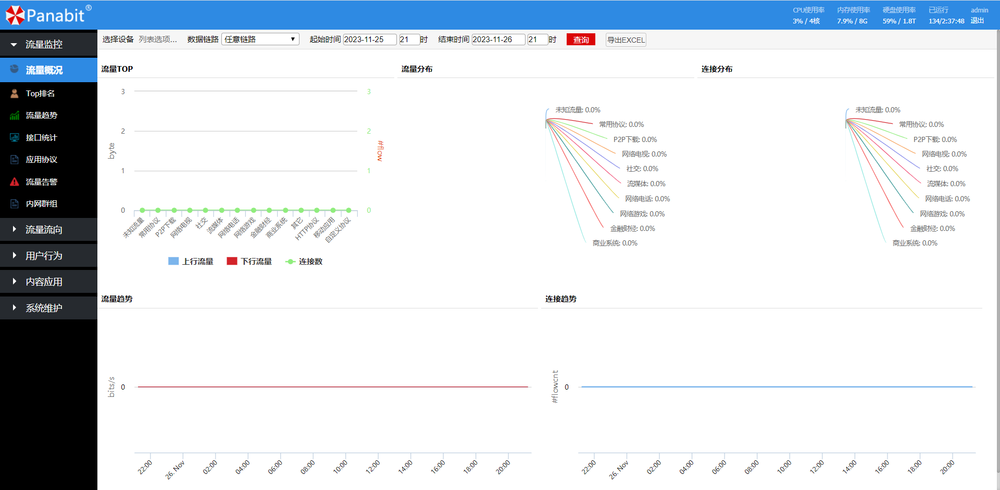 Panabit®
CPU使用率 内存使用率 硬盘使用率 已运行 admin
3% / 4核 7.9% / 8G 59% / 1.8T 134/2:37:48 退出
流量监控
流量概况
Top排名
流量趋势
接口统计
应用协议
流量告警
内网群组
流量流向
用户行为
内容应用
系统维护
选择设备 列表选项... 数据链路 任意链路 ▼ 起始时间 2023-11-25 21 时 结束时间 2023-11-26 21 时 查询 导出EXCEL
流量TOP
3
2
1
0
byte
3
2
1
0
#flow
未知流量
常用协议
P2P下载
网络电视
社交
流媒体
网络电话
网络游戏
金融财经
商业系统
其它
HTTP协议
移动应用
自定义协议
上行流量 下行流量 连接数
流量分布
未知流量: 0.0%
常用协议: 0.0%
P2P下载: 0.0%
网络电视: 0.0%
社交: 0.0%
流媒体: 0.0%
网络电话: 0.0%
网络游戏: 0.0%
金融财经: 0.0%
商业系统: 0.0%
连接分布
未知流量: 0.0%
常用协议: 0.0%
P2P下载: 0.0%
网络电视: 0.0%
社交: 0.0%
流媒体: 0.0%
网络电话: 0.0%
网络游戏: 0.0%
金融财经: 0.0%
商业系统: 0.0%
流量趋势
bits/s
0
22:00 26. Nov 02:00 04:00 06:00 08:00 10:00 12:00 14:00 16:00 18:00 20:00
连接趋势
#flowcnt
0
22:00 26. Nov 02:00 04:00 06:00 08:00 10:00 12:00 14:00 16:00 18:00 20:00